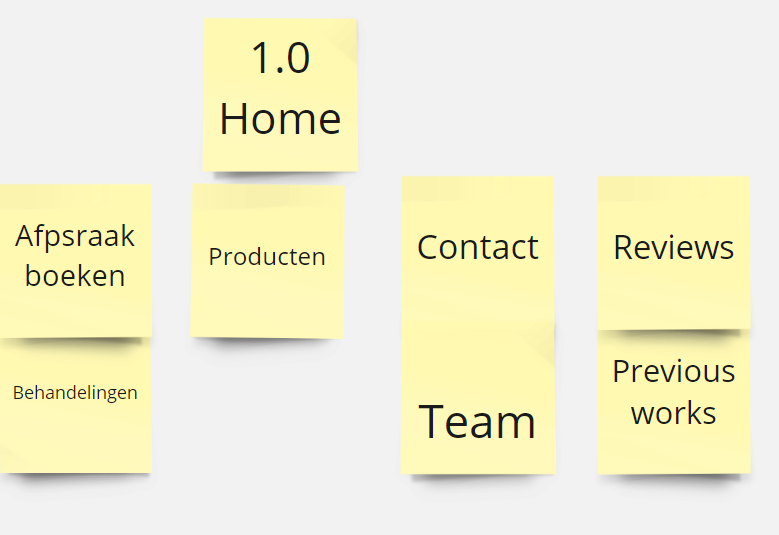 1.0
Home
Afpsraak
boeken
Producten
Contact
Reviews
Behandelingen
Team
Previous
works